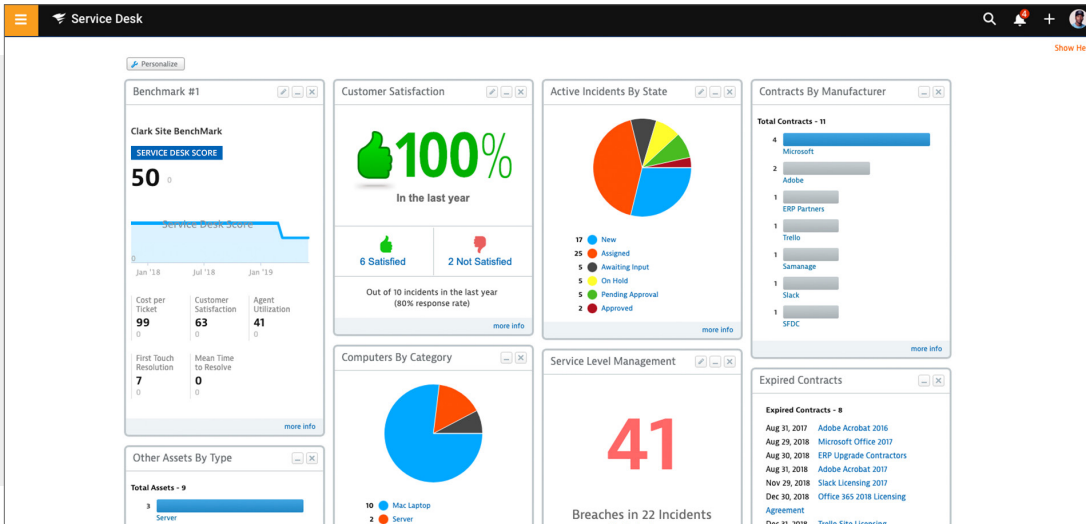 Service Desk
4
Show He
Personalize
Benchmark #1
Clark Site BenchMark
SERVICE DESK SCORE
50 0
Service Desk Score
0
Jan '18 Jul '18 Jan '19
Cost per Ticket
99
0
Customer Satisfaction
63
0
Agent Utilization
41
0
First Touch Resolution
7
0
Mean Time to Resolve
0
0
more info
Other Assets By Type
Total Assets - 9
3
Server
Customer Satisfaction
100%
In the last year
6 Satisfied
2 Not Satisfied
Out of 10 incidents in the last year
(80% response rate)
more info
Computers By Category
10 Mac Laptop
2 Server
Active Incidents By State
17 New
25 Assigned
5 Awaiting Input
5 On Hold
5 Pending Approval
2 Approved
more info
Service Level Management
41
Breaches in 22 Incidents
Contracts By Manufacturer
Total Contracts - 11
4
Microsoft
2
Adobe
1
ERP Partners
1
Trello
1
Samanage
1
Slack
1
SFDC
more info
Expired Contracts
Expired Contracts - 8
Aug 31, 2017 Adobe Acrobat 2016
Aug 29, 2018 Microsoft Office 2017
Aug 30, 2018 ERP Upgrade Contractors
Aug 31, 2018 Adobe Acrobat 2017
Nov 29, 2018 Slack Licensing 2017
Dec 30, 2018 Office 365 2018 Licensing
Agreement
Dec 31, 2018 Trello Site Licensing